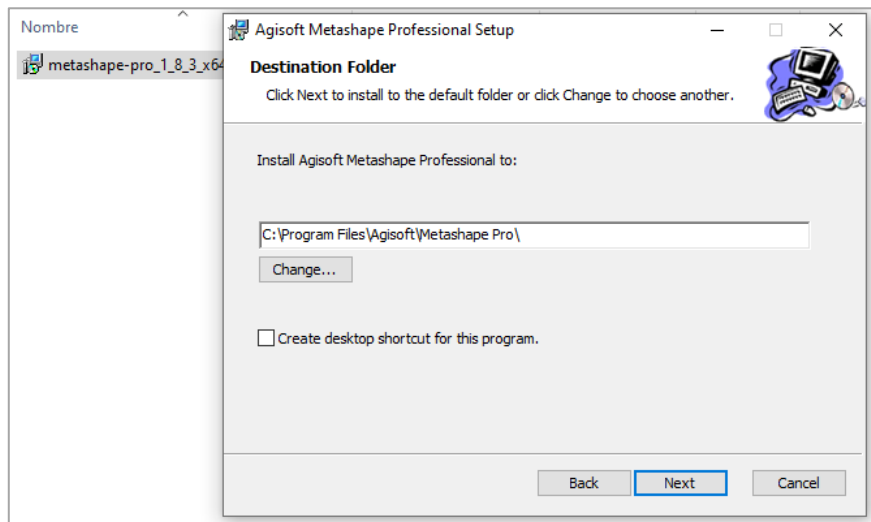 Nombre
metashape-pro_1_8_3_x64
Agisoft Metashape Professional Setup
Destination Folder
Click Next to install to the default folder or click Change to choose another.
Install Agisoft Metashape Professional to:
C:\Program Files\Agisoft\Metashape Pro\
Change...
Create desktop shortcut for this program.
Back Next Cancel